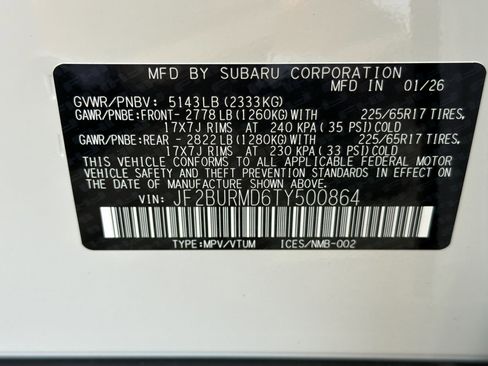 MFD BY SUBARU CORPORATION
MFD IN 01/26
GVWR/PNBV: 5143LB (2333KG)
GAWR/PNBE:FRONT- 2778 LB (1260KG)WITH 225/65R17 TIRES,
17X7J RIMS AT 240 KPA (35 PSI)COLD
GAWR/PNBE:REAR - 2822 LB (1280KG)WITH 225/65R17 TIRES,
17X7J RIMS AT 230 KPA (33 PSI)COLD
THIS VEHICLE CONFORMS TO ALL APPLICABLE FEDERAL MOTOR
VEHICLE SAFETY AND THEFT PREVENTION STANDARDS IN EFFECT ON
THE DATE OF MANUFACTURE SHOWN ABOVE.
VIN: JF2BURMD6TY500864
TYPE:MPV/VTUM ICES/NMB-002